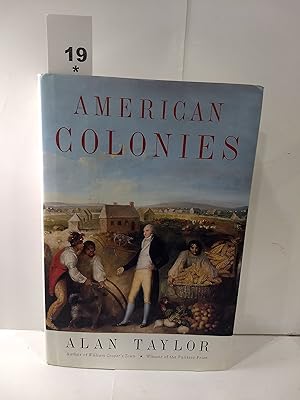 19
*
AMERICAN
COLONIES
ALAN TAYLOR
Author of William Cooper's Town • Winner of the Pulitzer Prize